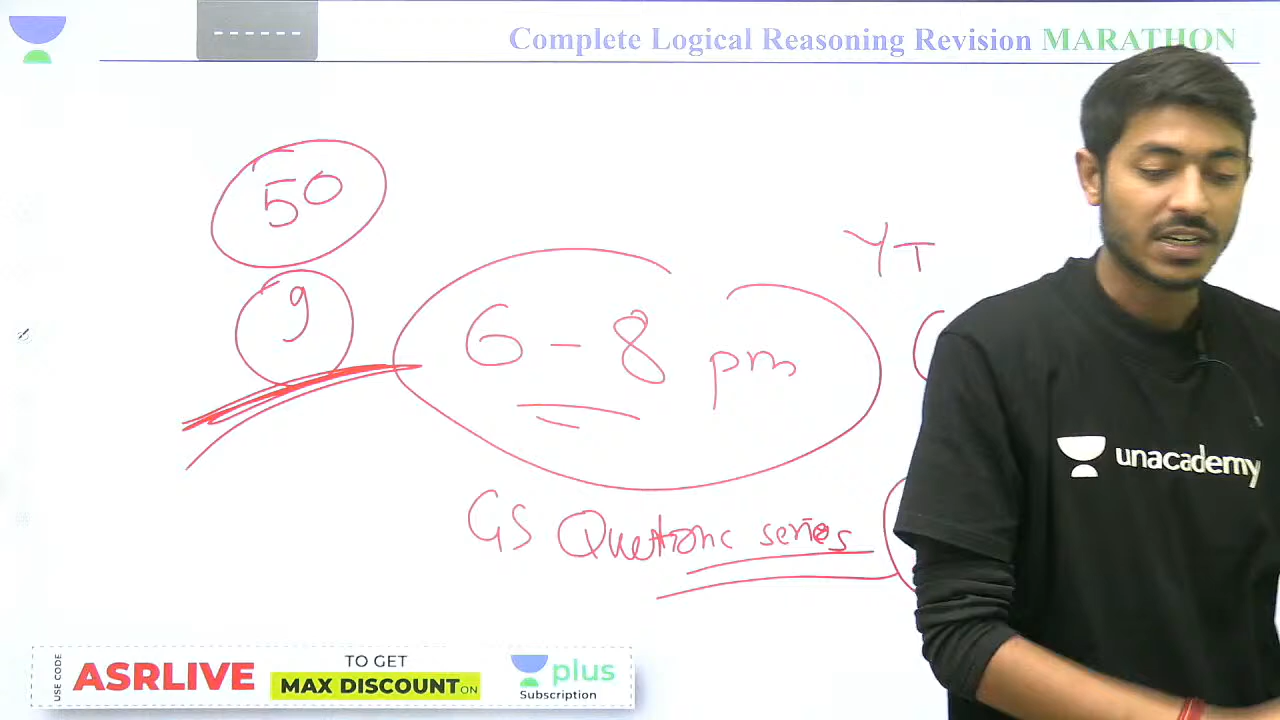 Complete Logical Reasoning Revision MARATHON
50
9
YT
6 - 8 pm
GS Questionc series
unacademy
USE CODE
ASRLIVE
TO GET
MAX DISCOUNT ON
plus
Subscription